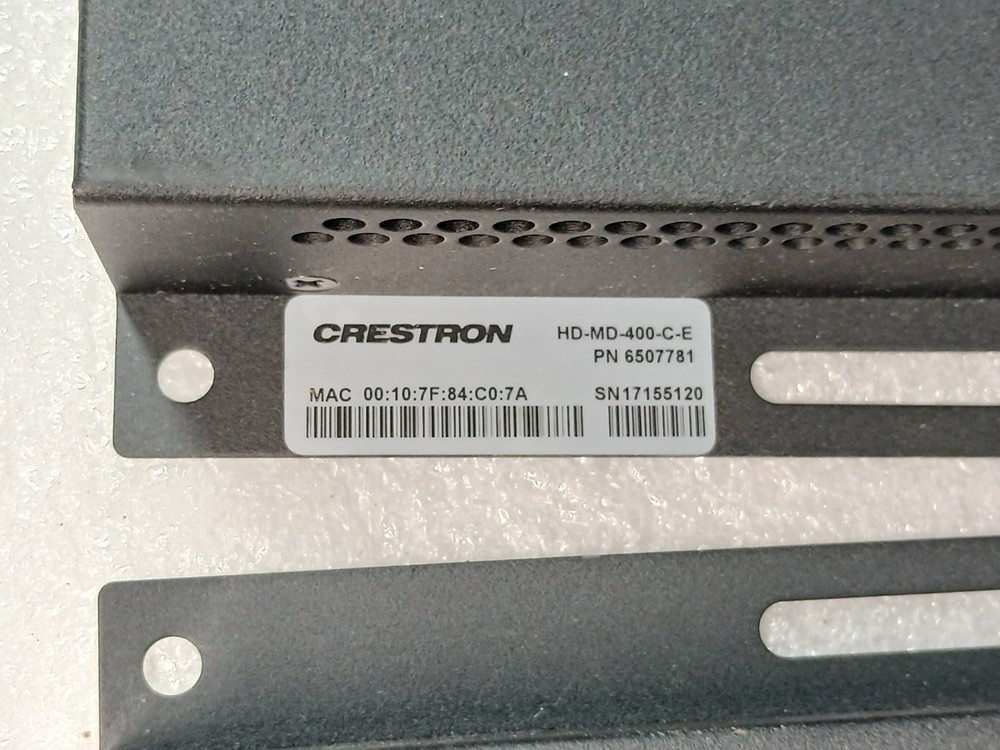 CRESTRON
HD-MD-400-C-E
PN 6507781
MAC 00:10:7F:84:C0:7A
SN17155120